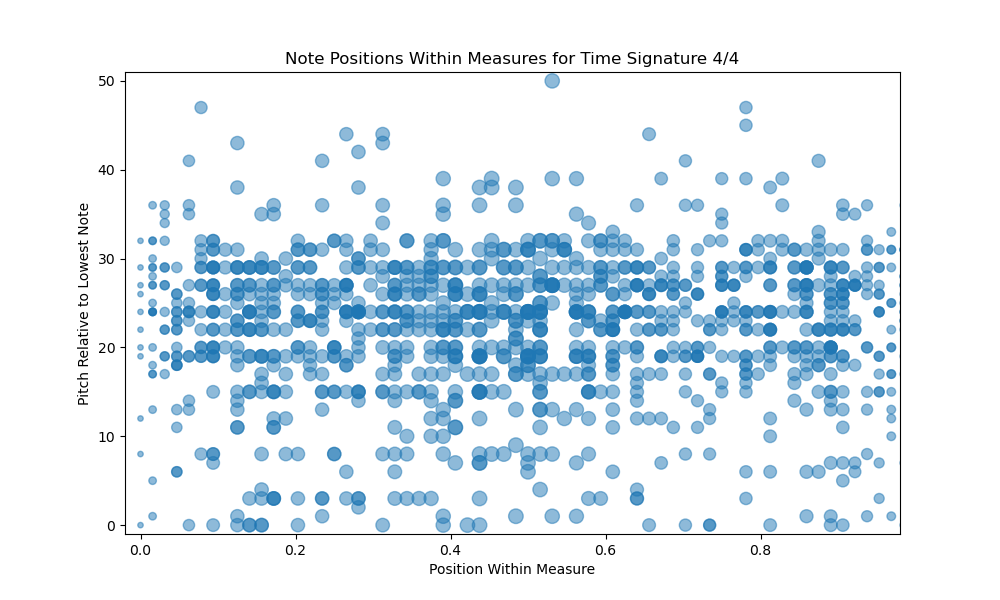 Note Positions Within Measures for Time Signature 4/4
50
40
30
20
10
0
Pitch Relative to Lowest Note
0.0 0.2 0.4 0.6 0.8
Position Within Measure